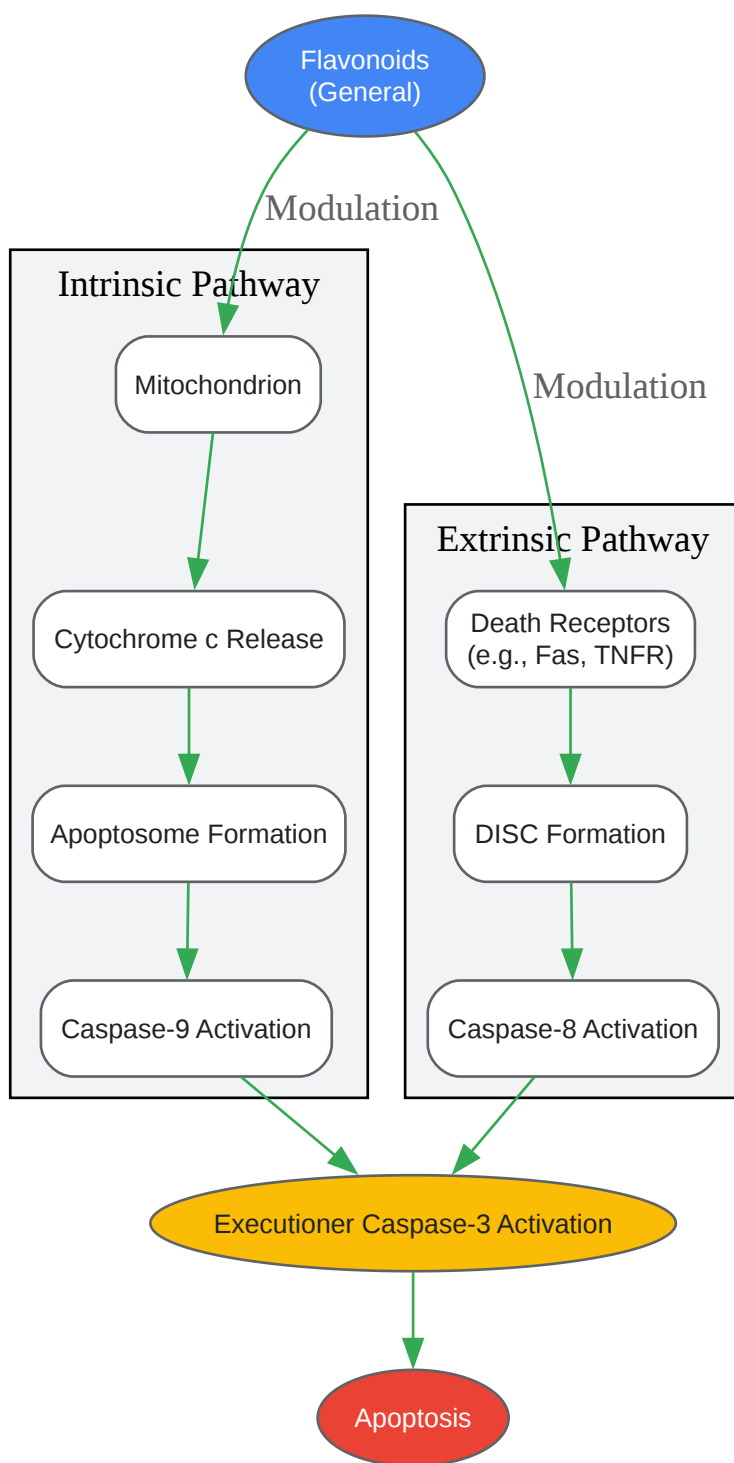 Flavonoids
(General)
Modulation
Intrinsic Pathway
Mitochondrion
Modulation
Extrinsic Pathway
Cytochrome c Release
Death Receptors
(e.g., Fas, TNFR)
Apoptosome Formation
DISC Formation
Caspase-9 Activation
Caspase-8 Activation
Executioner Caspase-3 Activation
Apoptosis